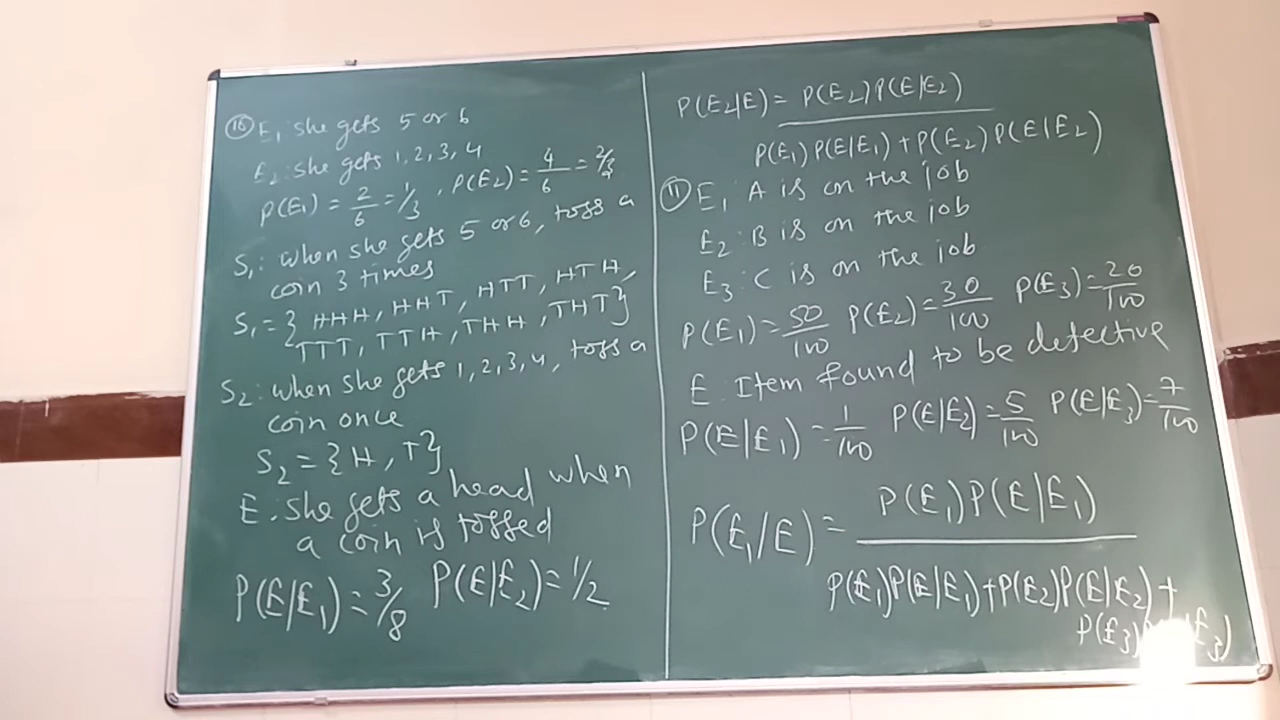 (10) E₁: she gets 5 or 6
E₂: she gets 1, 2, 3, 4
P(E₁) = 2/6 = 1/3, P(E₂) = 4/6 = 2/3
S₁: when she gets 5 or 6, toss a
coin 3 times
S₁ = { HHH, HHT, HTT, HTH,
TTT, TTH, THH, THT}
S₂: when she gets 1, 2, 3, 4, toss a
coin once
S₂ = {H, T}
E: she gets a head when
a coin is tossed
P(E|E₁) = 3/8 P(E|E₂) = 1/2
P(E₂|E) = P(E₂)P(E|E₂)
P(E₁)P(E|E₁) + P(E₂)P(E|E₂)
(11) E₁ A is on the job
E₂: B is on the job
E₃: C is on the job
P(E₁) = 50/100 P(E₂) = 30/100 P(E₃) = 20/100
E: Item found to be defective
P(E|E₁) = 1/100 P(E|E₂) = 5/100 P(E|E₃) = 7/100
P(E₁/E) = P(E₁)P(E|E₁)
P(E₁)P(E|E₁) + P(E₂)P(E|E₂) +
P(E₃)